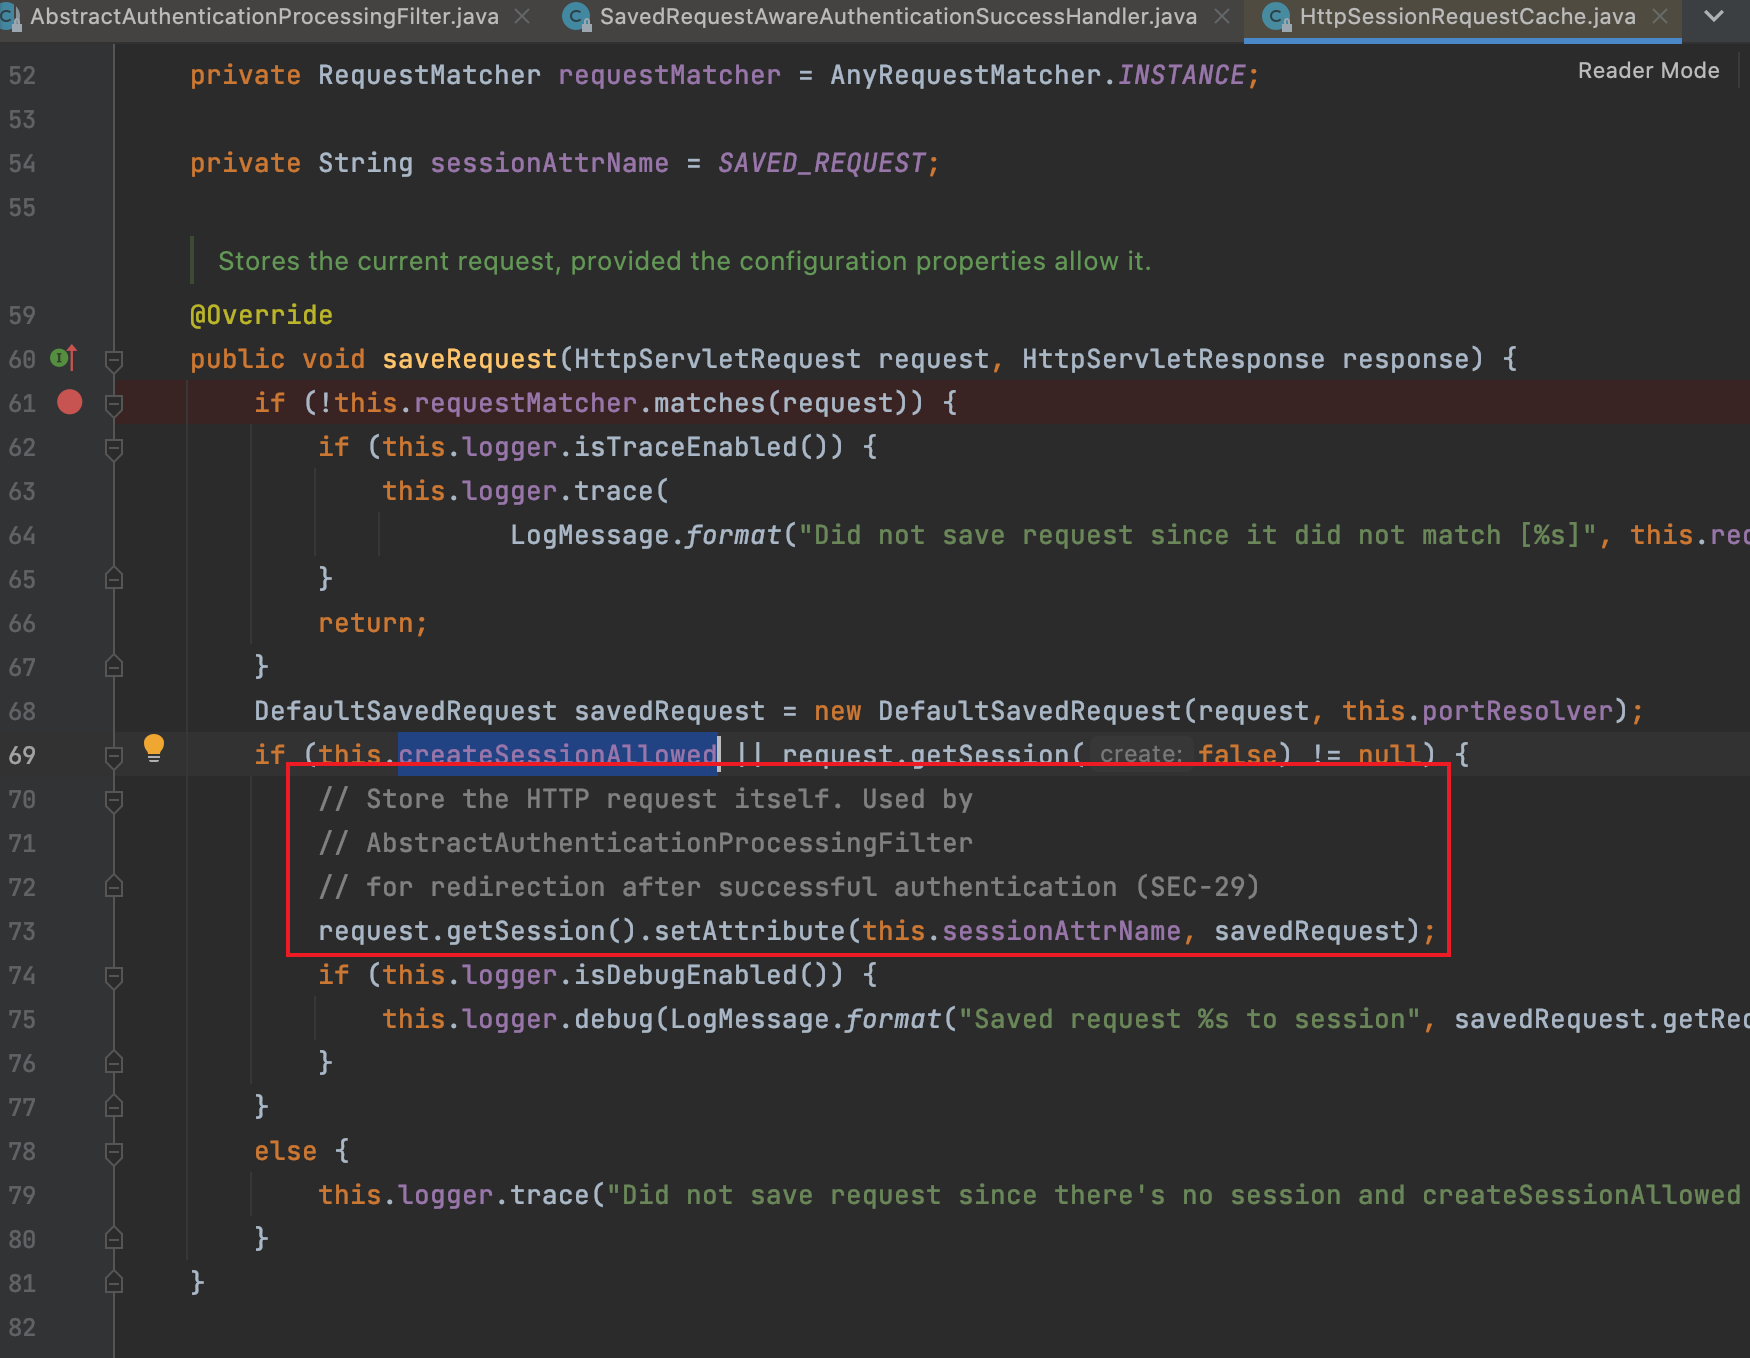 AbstractAuthenticationProcessingFilter.java SavedRequestAwareAuthenticationSuccessHandler.java HttpSessionRequestCache.java
Reader Mode
52 private RequestMatcher requestMatcher = AnyRequestMatcher.INSTANCE;
53
54 private String sessionAttrName = SAVED_REQUEST;
55
Stores the current request, provided the configuration properties allow it.
59 @Override
60 public void saveRequest(HttpServletRequest request, HttpServletResponse response) {
61 if (!this.requestMatcher.matches(request)) {
62 if (this.logger.isTraceEnabled()) {
63 this.logger.trace(
64 LogMessage.format("Did not save request since it did not match [%s]", this.req
65 }
66 return;
67 }
68 DefaultSavedRequest savedRequest = new DefaultSavedRequest(request, this.portResolver);
69 if (this.createSessionAllowed || request.getSession( create: false) != null) {
70 // Store the HTTP request itself. Used by
71 // AbstractAuthenticationProcessingFilter
72 // for redirection after successful authentication (SEC-29)
73 request.getSession().setAttribute(this.sessionAttrName, savedRequest);
74 if (this.logger.isDebugEnabled()) {
75 this.logger.debug(LogMessage.format("Saved request %s to session", savedRequest.getRed
76 }
77 }
78 else {
79 this.logger.trace("Did not save request since there's no session and createSessionAllowed
80 }
81 }
82